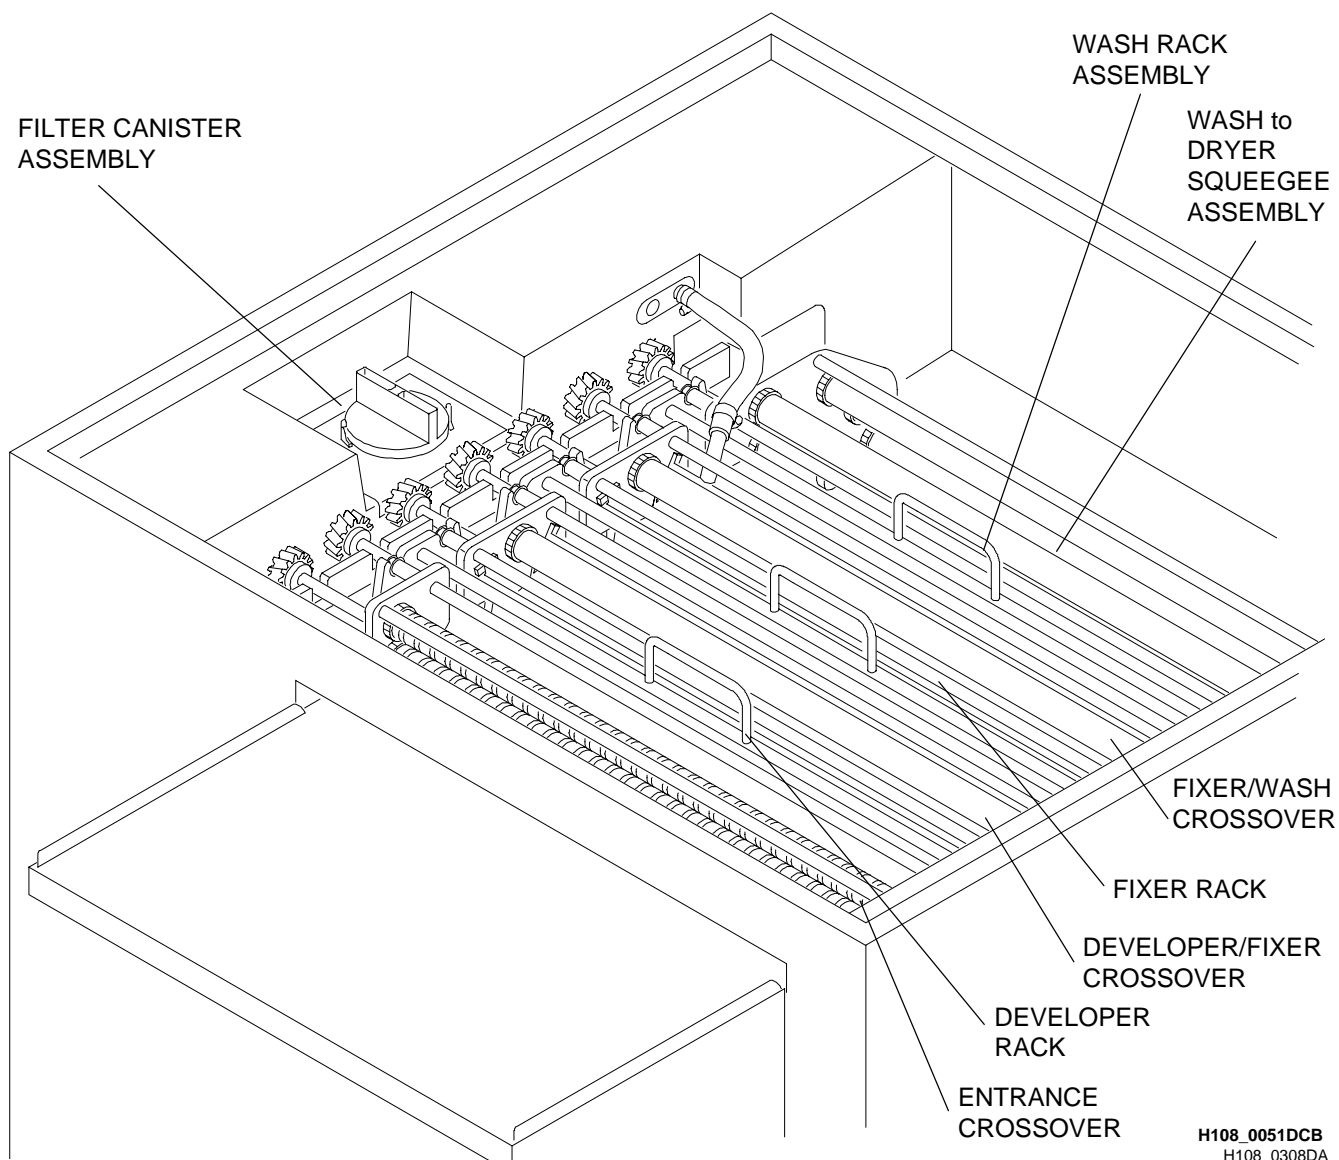 WASH RACK
ASSEMBLY
FILTER CANISTER
ASSEMBLY
WASH to
DRYER
SQUEEGEE
ASSEMBLY
FIXER/WASH
CROSSOVER
FIXER RACK
DEVELOPER/FIXER
CROSSOVER
DEVELOPER
RACK
ENTRANCE
CROSSOVER
H108_0051DCB
H108_0308DA